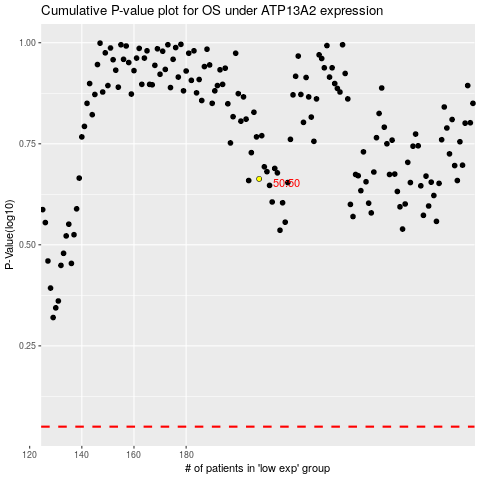 Cumulative P-value plot for OS under ATP13A2 expression
P-Value(log10)
1.00
0.75
0.50
0.25
50:50
120 140 160 180
# of patients in 'low exp' group